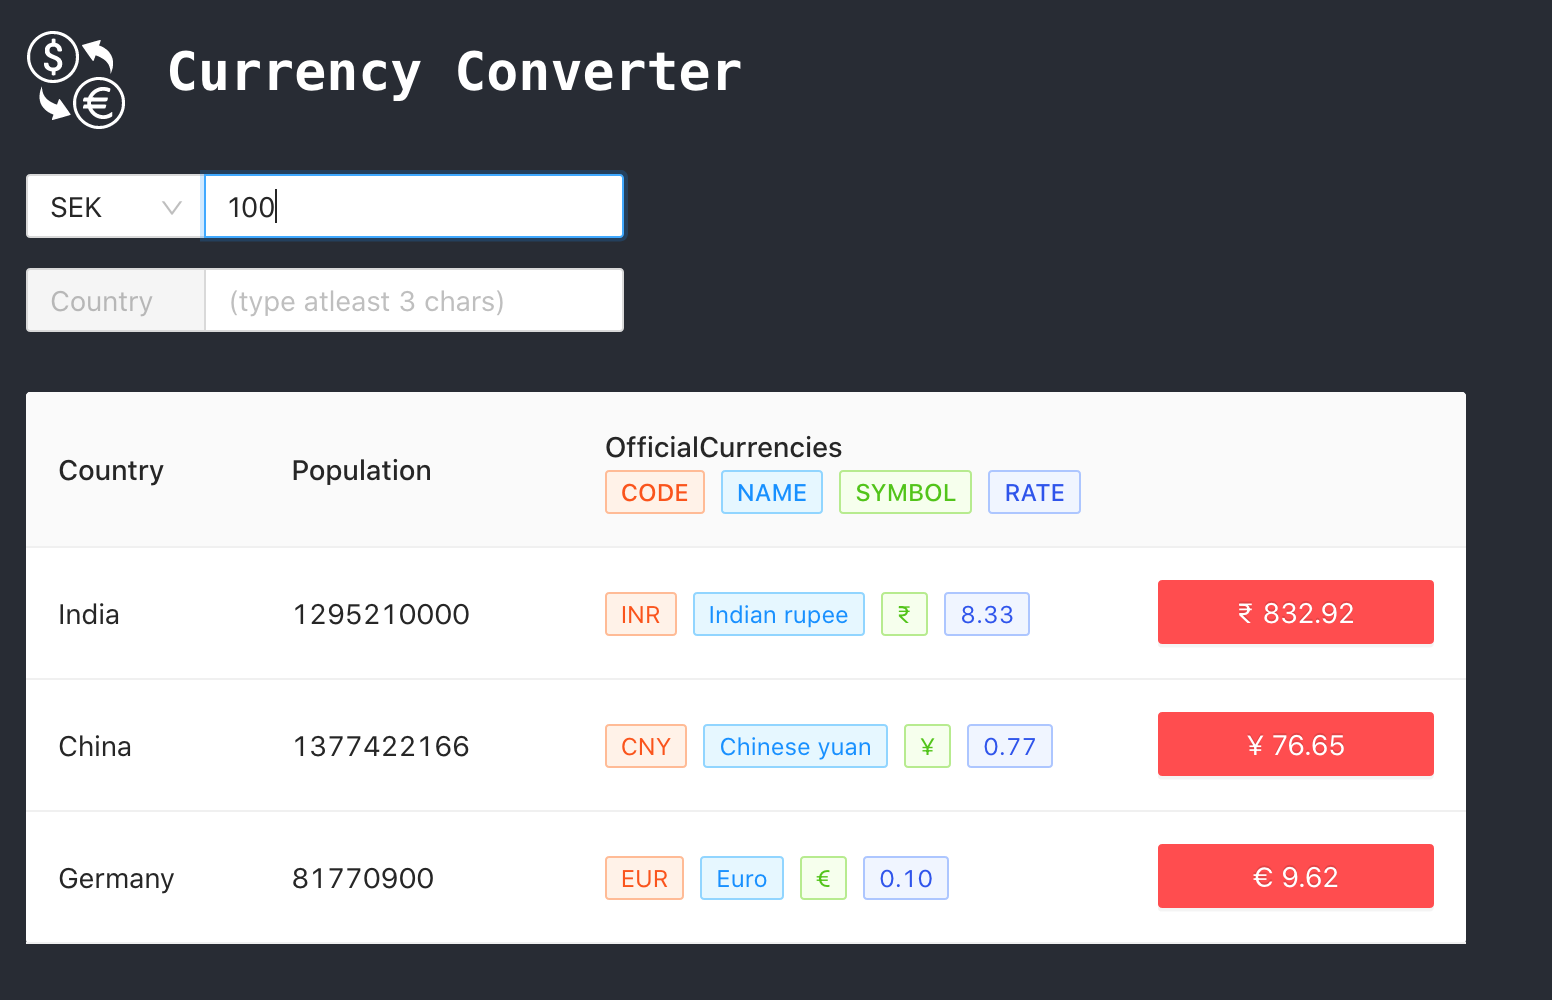 $
€
Currency Converter
SEK 100
Country (type atleast 3 chars)
Country Population OfficialCurrencies
CODE NAME SYMBOL RATE
India 1295210000 INR Indian rupee ₹ 8.33 ₹ 832.92
China 1377422166 CNY Chinese yuan ¥ 0.77 ¥ 76.65
Germany 81770900 EUR Euro € 0.10 € 9.62